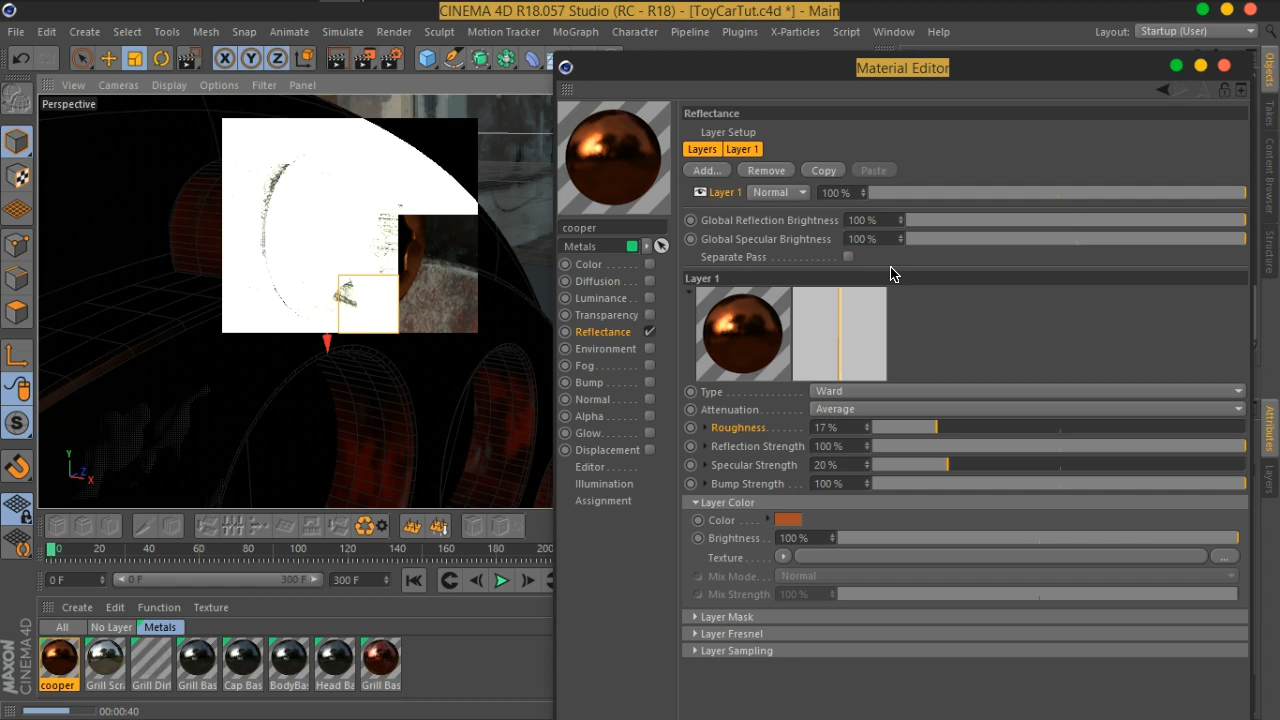 CINEMA 4D R18.057 Studio (RC - R18) - [ToyCarTut.c4d *] - Main
File Edit Create Select Tools Mesh Snap Animate Simulate Render Sculpt Motion Tracker MoGraph Character Pipeline Plugins X-Particles Script Window Help Layout: Startup (User)
X Y Z
Material Editor
View Cameras Display Options Filter Panel
Perspective
Reflectance
Layer Setup
Layers Layer 1
Add... Remove Copy Paste
Layer 1 Normal 100 %
Global Reflection Brightness 100 %
cooper
Global Specular Brightness 100 %
Metals
Separate Pass
Color
Diffusion
Luminance
Transparency
Reflectance
Environment
Fog
Bump
Normal
Alpha
Glow
Displacement
Editor
Illumination
Assignment
Layer 1
Type Ward
Attenuation Average
Roughness 17 %
Reflection Strength 100 %
Specular Strength 20 %
Bump Strength 100 %
Layer Color
Color
Brightness 100 %
Texture ...
Mix Mode Normal
Mix Strength 100 %
Layer Mask
Layer Fresnel
Layer Sampling
Y Z X
S
0 20 40 60 80 100 120 140 160 180 200
0 F 0 F 300 F 300 F
Create Edit Function Texture
All No Layer Metals
cooper Grill Scr Grill Dirt Grill Bas Cap Bas BodyBas Head Ba Grill Bas
00:00:40
MAXON
CINEMA4D
Objects
Takes
Content Browser
Structure
Attributes
Layers